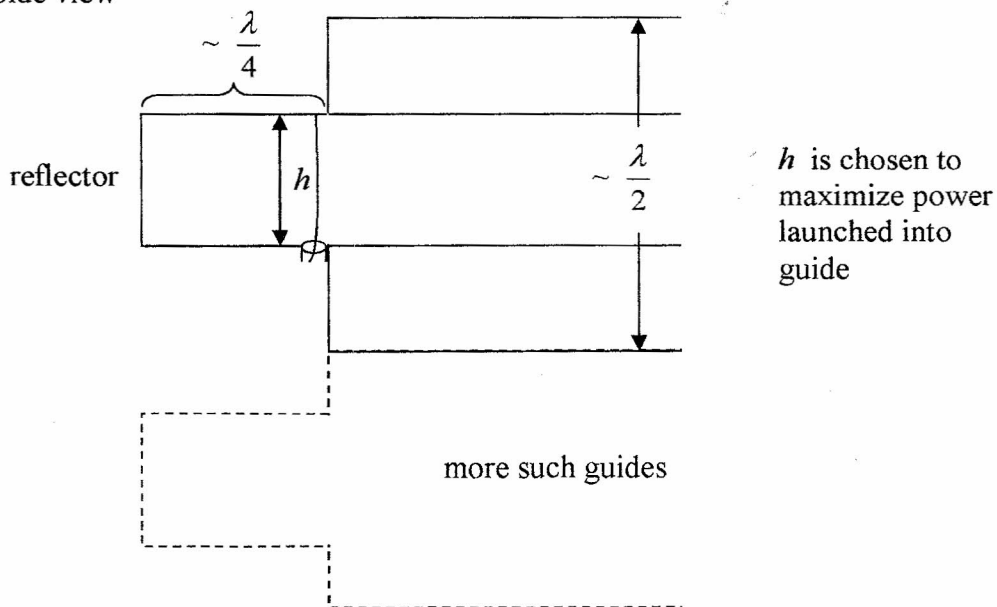 Side view
~ λ/4
reflector
h
~ λ/2
h is chosen to
maximize power
launched into
guide
more such guides